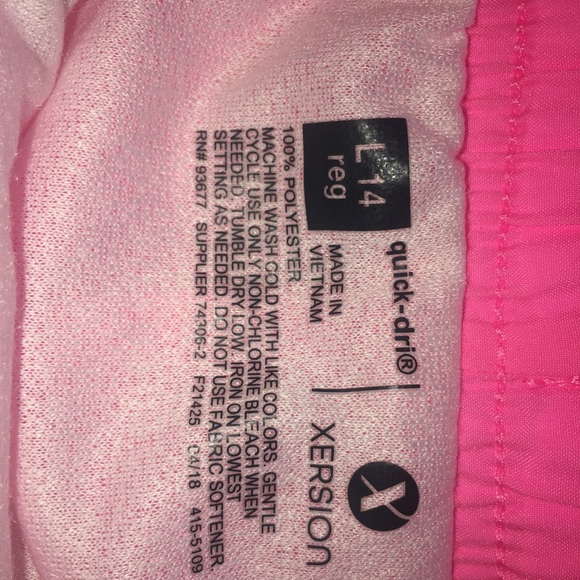 L 14
reg
quick-dri®
XERSION
MADE IN
VIETNAM
100% POLYESTER
MACHINE WASH COLD WITH LIKE COLORS. GENTLE
CYCLE USE ONLY NON-CHLORINE BLEACH WHEN
NEEDED. TUMBLE DRY LOW. IRON ON LOWEST
SETTING AS NEEDED. DO NOT USE FABRIC SOFTENER.
RN# 93677 SUPPLIER 74306-2 F21425 04/18 415-5109